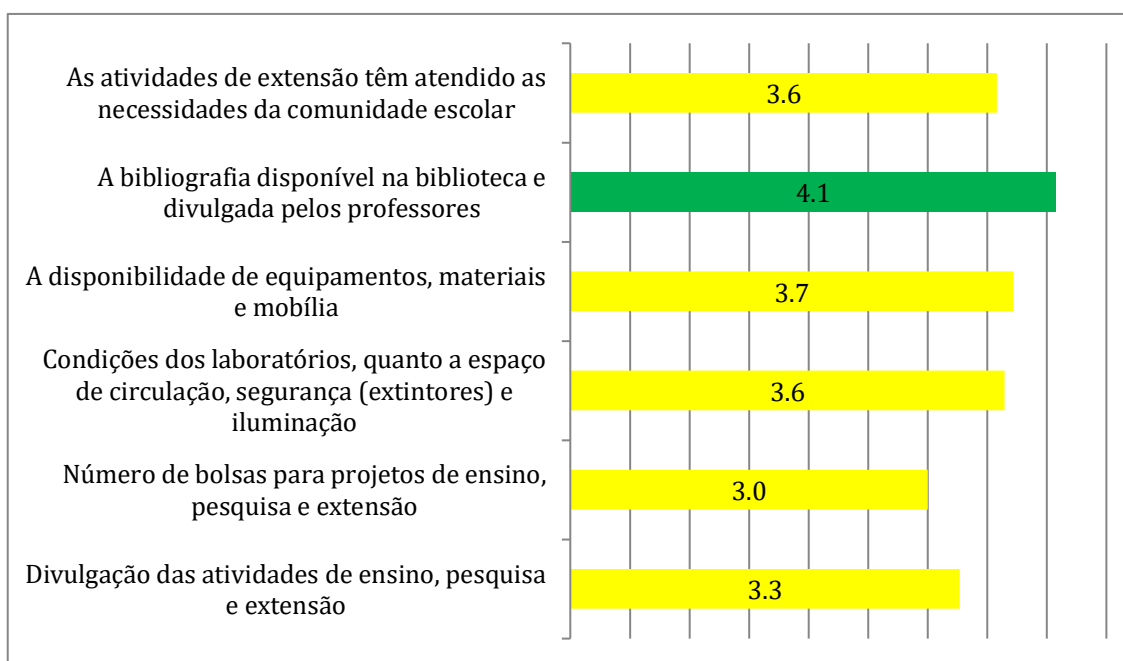 As atividades de extensão têm atendido as
necessidades da comunidade escolar
3.6
A bibliografia disponível na biblioteca e
divulgada pelos professores
4.1
A disponibilidade de equipamentos, materiais
e mobília
3.7
Condições dos laboratórios, quanto a espaço
de circulação, segurança (extintores) e
iluminação
3.6
Número de bolsas para projetos de ensino,
pesquisa e extensão
3.0
Divulgação das atividades de ensino, pesquisa
e extensão
3.3